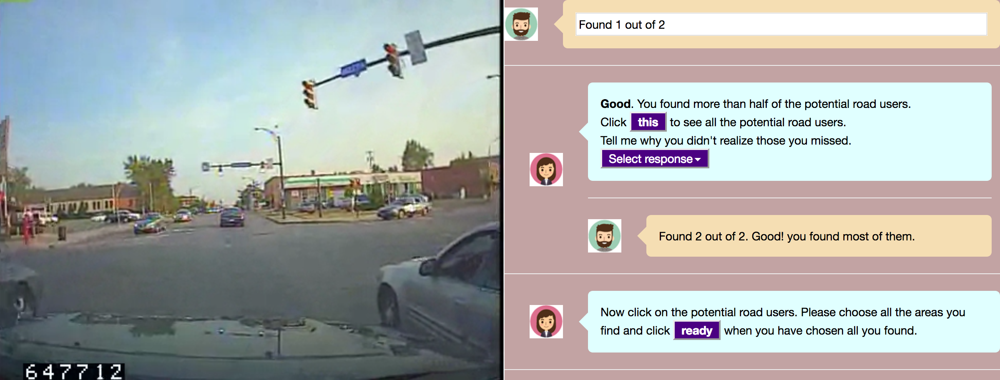 647712
Found 1 out of 2
Good. You found more than half of the potential road users.
Click this to see all the potential road users.
Tell me why you didn't realize those you missed.
Select response
Found 2 out of 2. Good! you found most of them.
Now click on the potential road users. Please choose all the areas you
find and click ready when you have chosen all you found.